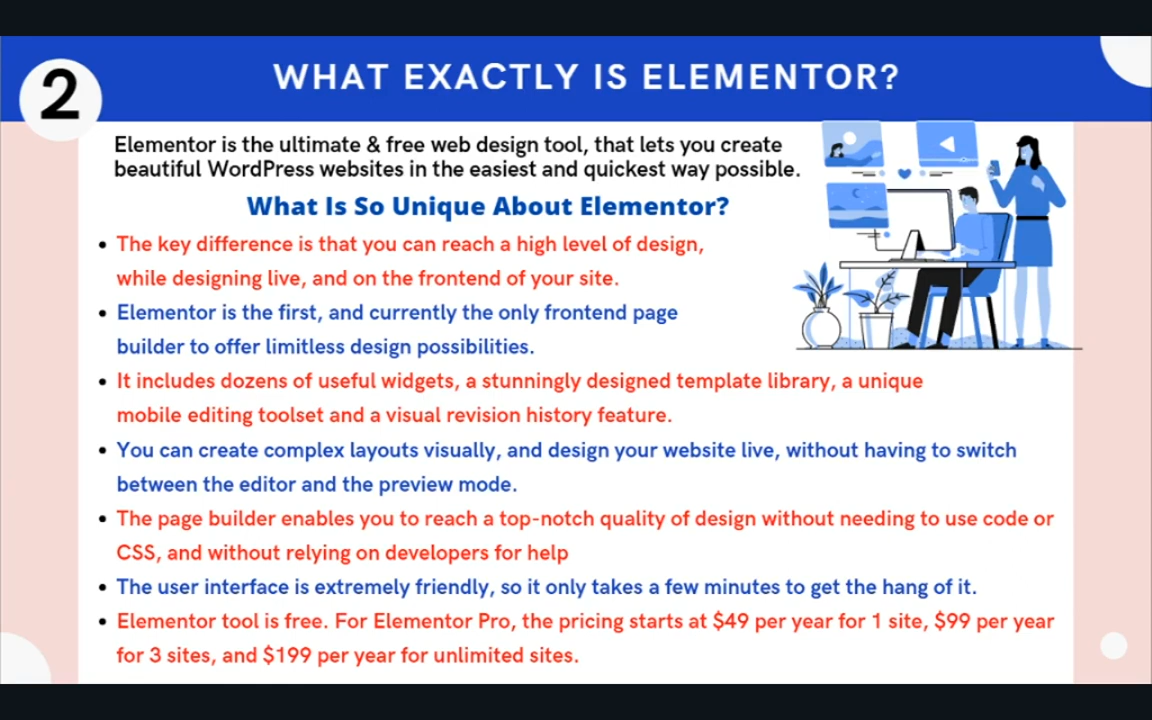 2
WHAT EXACTLY IS ELEMENTOR?
Elementor is the ultimate & free web design tool, that lets you create
beautiful WordPress websites in the easiest and quickest way possible.
What Is So Unique About Elementor?
• The key difference is that you can reach a high level of design,
while designing live, and on the frontend of your site.
• Elementor is the first, and currently the only frontend page
builder to offer limitless design possibilities.
• It includes dozens of useful widgets, a stunningly designed template library, a unique
mobile editing toolset and a visual revision history feature.
• You can create complex layouts visually, and design your website live, without having to switch
between the editor and the preview mode.
• The page builder enables you to reach a top-notch quality of design without needing to use code or
CSS, and without relying on developers for help
• The user interface is extremely friendly, so it only takes a few minutes to get the hang of it.
• Elementor tool is free. For Elementor Pro, the pricing starts at $49 per year for 1 site, $99 per year
for 3 sites, and $199 per year for unlimited sites.